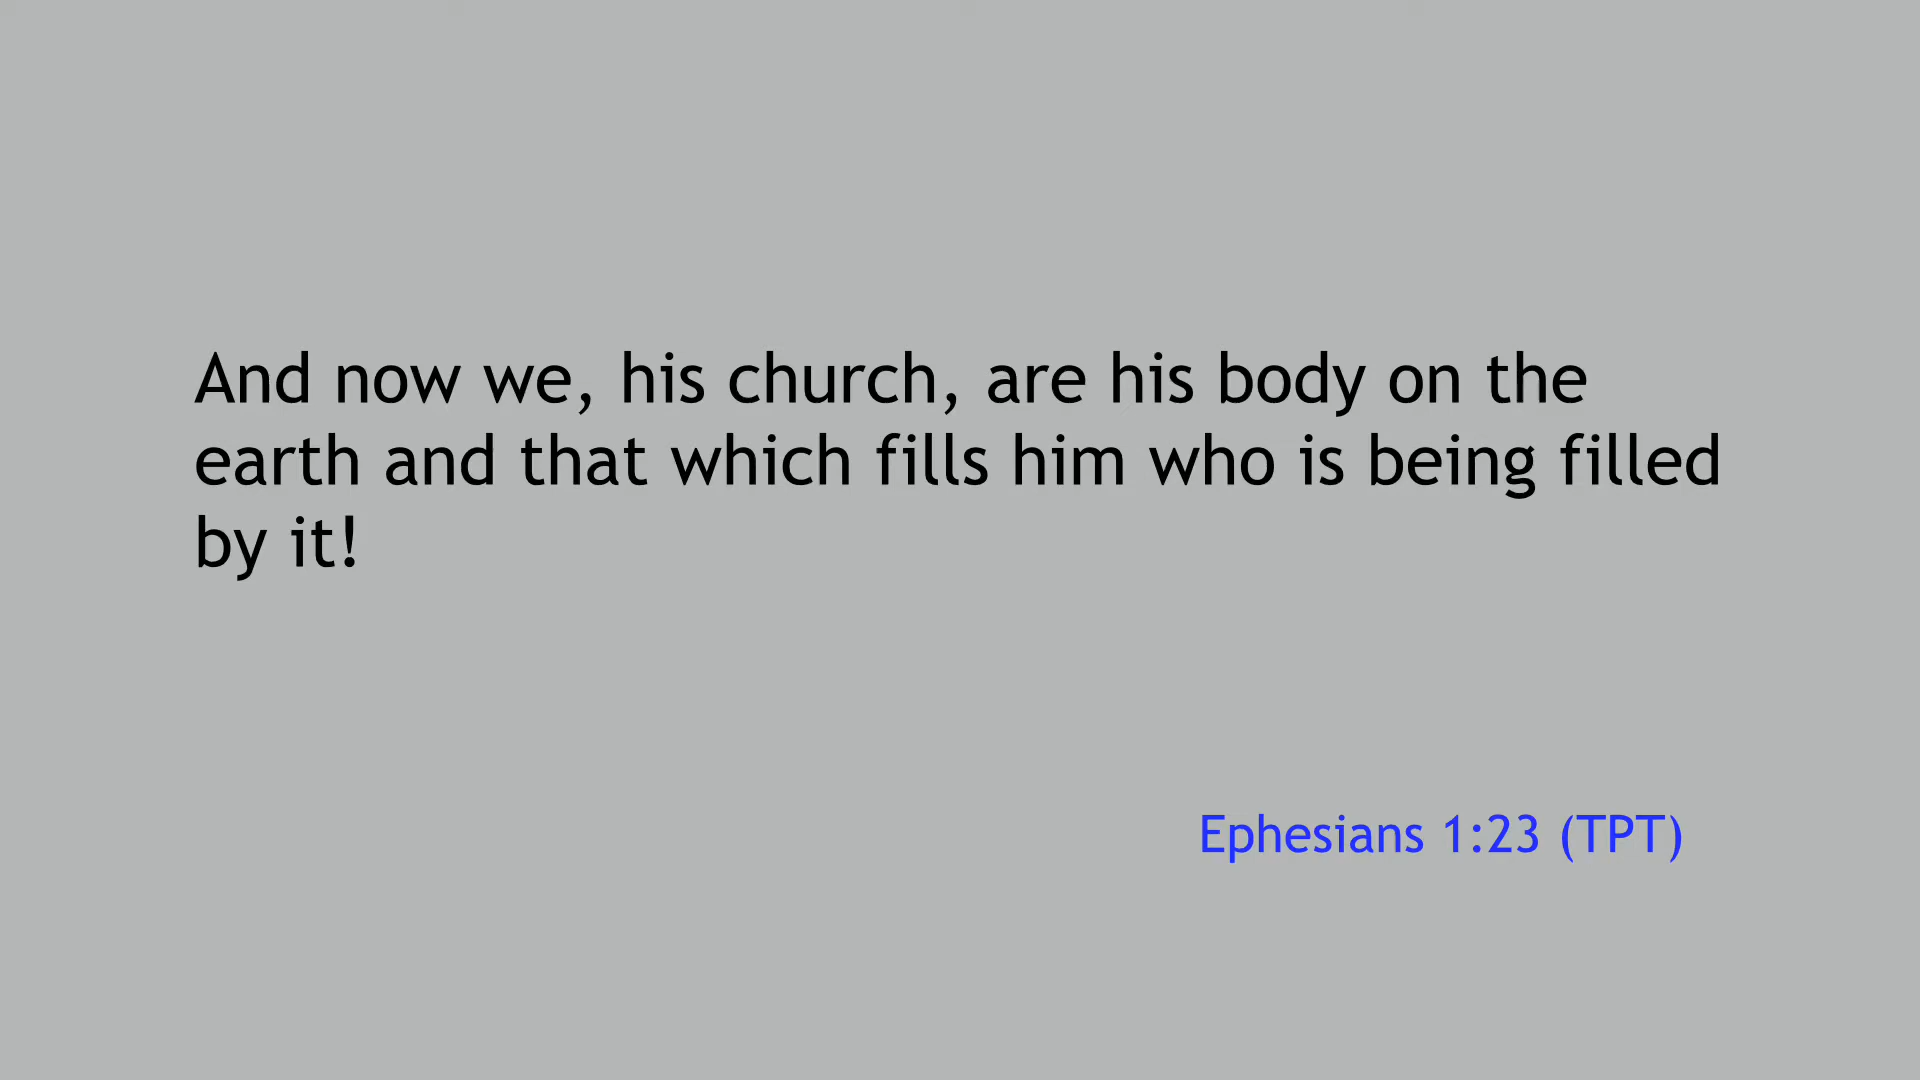 And now we, his church, are his body on the
earth and that which fills him who is being filled
by it!
Ephesians 1:23 (TPT)